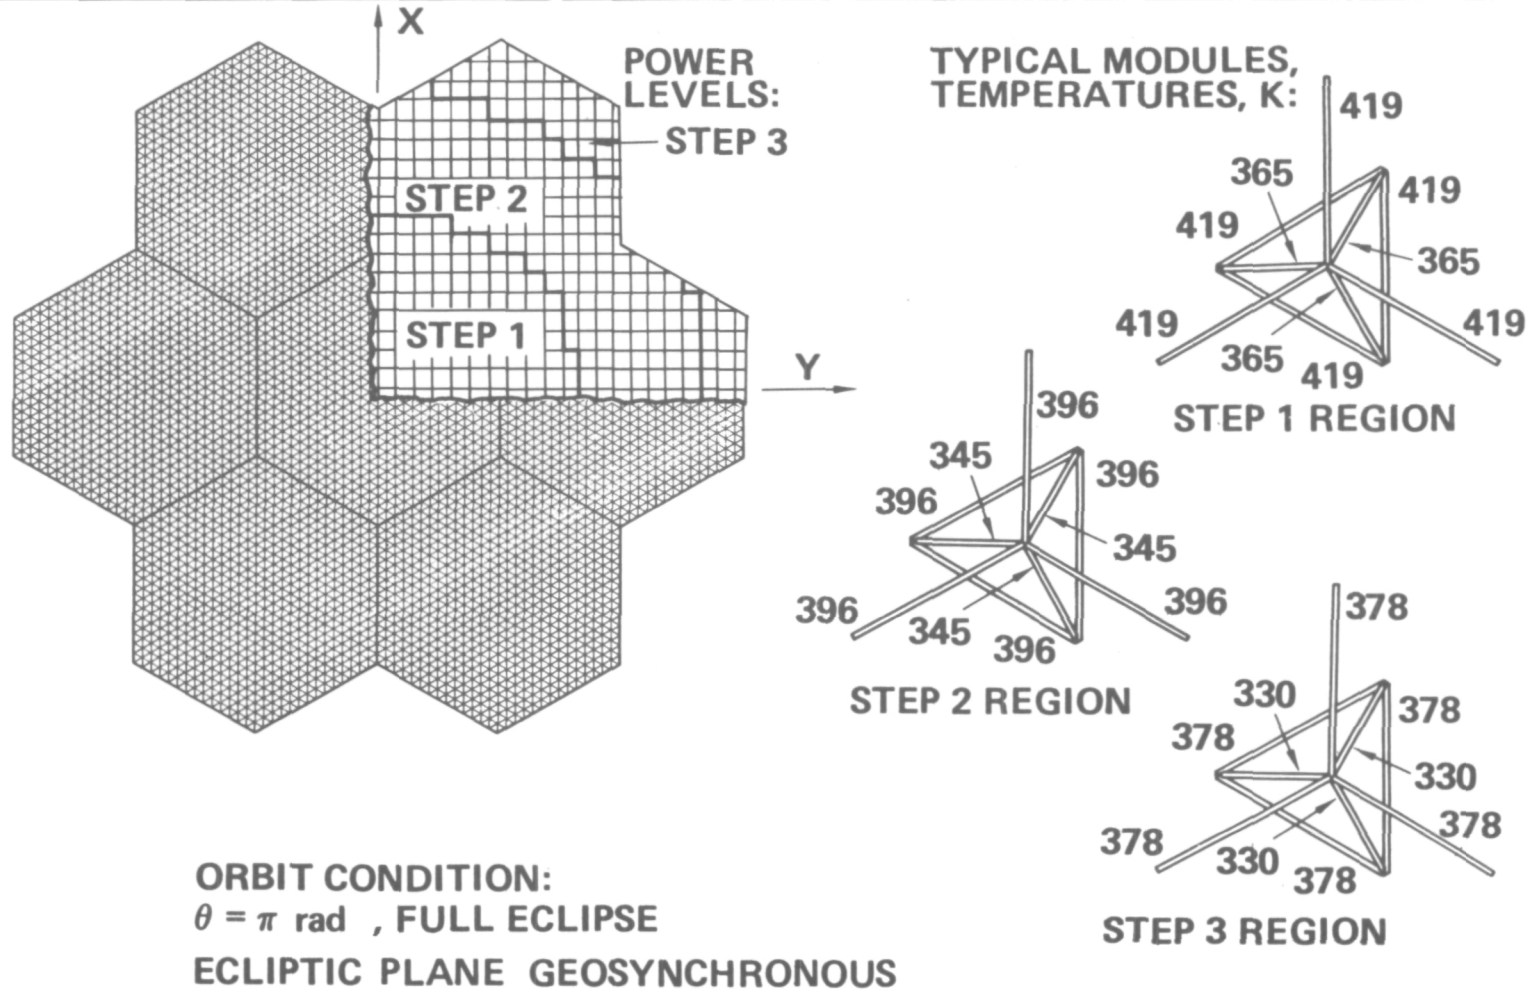 X
POWER
LEVELS:
STEP 3
STEP 2
STEP 1
Y
TYPICAL MODULES,
TEMPERATURES, K:
419
365
419
419
365
419
419
365
419
STEP 1 REGION
396
345
396
396
345
396
396
345
396
STEP 2 REGION
378
330
378
378
330
378
378
330
378
STEP 3 REGION
ORBIT CONDITION:
θ = π rad , FULL ECLIPSE
ECLIPTIC PLANE GEOSYNCHRONOUS